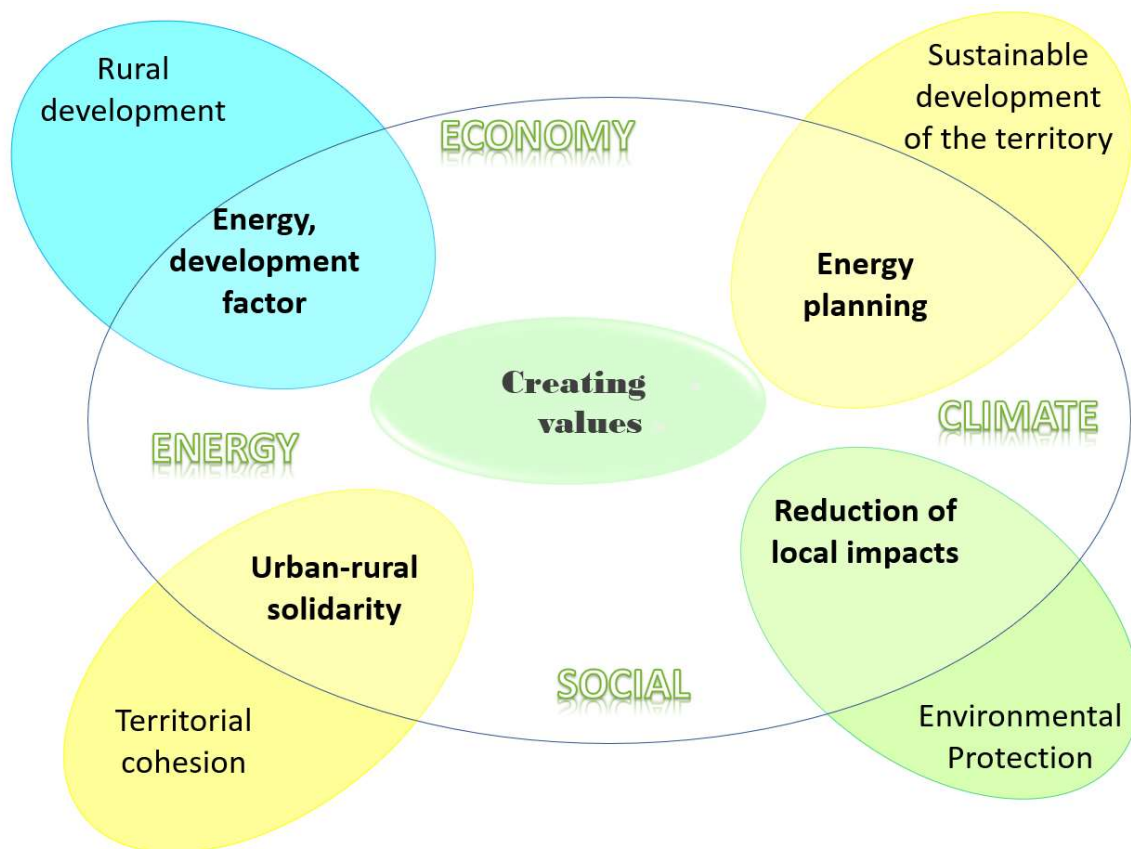 Rural
development
Sustainable
development
of the territory
ECONOMY
Energy,
development
factor
Energy
planning
Creating
values
CLIMATE
ENERGY
Reduction of
local impacts
Urban-rural
solidarity
SOCIAL
Territorial
cohesion
Environmental
Protection